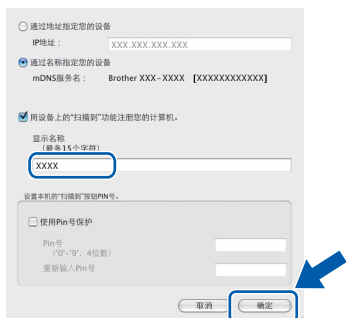 通过地址指定您的设备
IP地址： XXX.XXX.XXX.XXX
通过名称指定您的设备
mDNS服务名： Brother XXX-XXXX [XXXXXXXXXXXX]
用设备上的“扫描到”功能注册您的计算机。
显示名称
（最多15个字符）
XXXX
设置本机的“扫描到”按钮PIN号。
使用Pin号保护
Pin号
（‘0’-‘9’，4位数）
重新输入Pin号
取消 确定